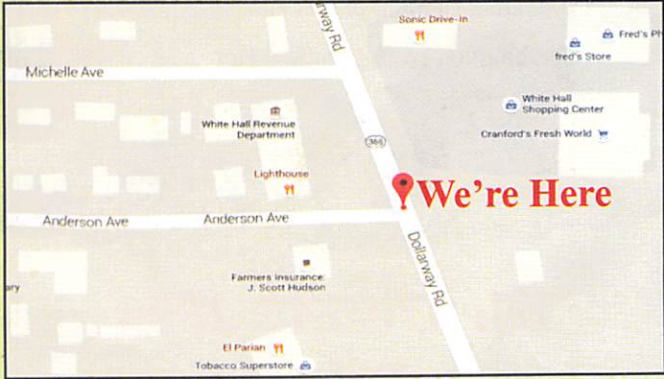 Sonic Drive-In
Fred's Ph
fred's Store
Michelle Ave
White Hall
Shopping Center
White Hall Revenue
Department
Cranford's Fresh World
365
Lighthouse
We're Here
Anderson Ave
Anderson Ave
Dollarway Rd
Farmers Insurance:
J. Scott Hudson
ary
El Parian
Tobacco Superstore